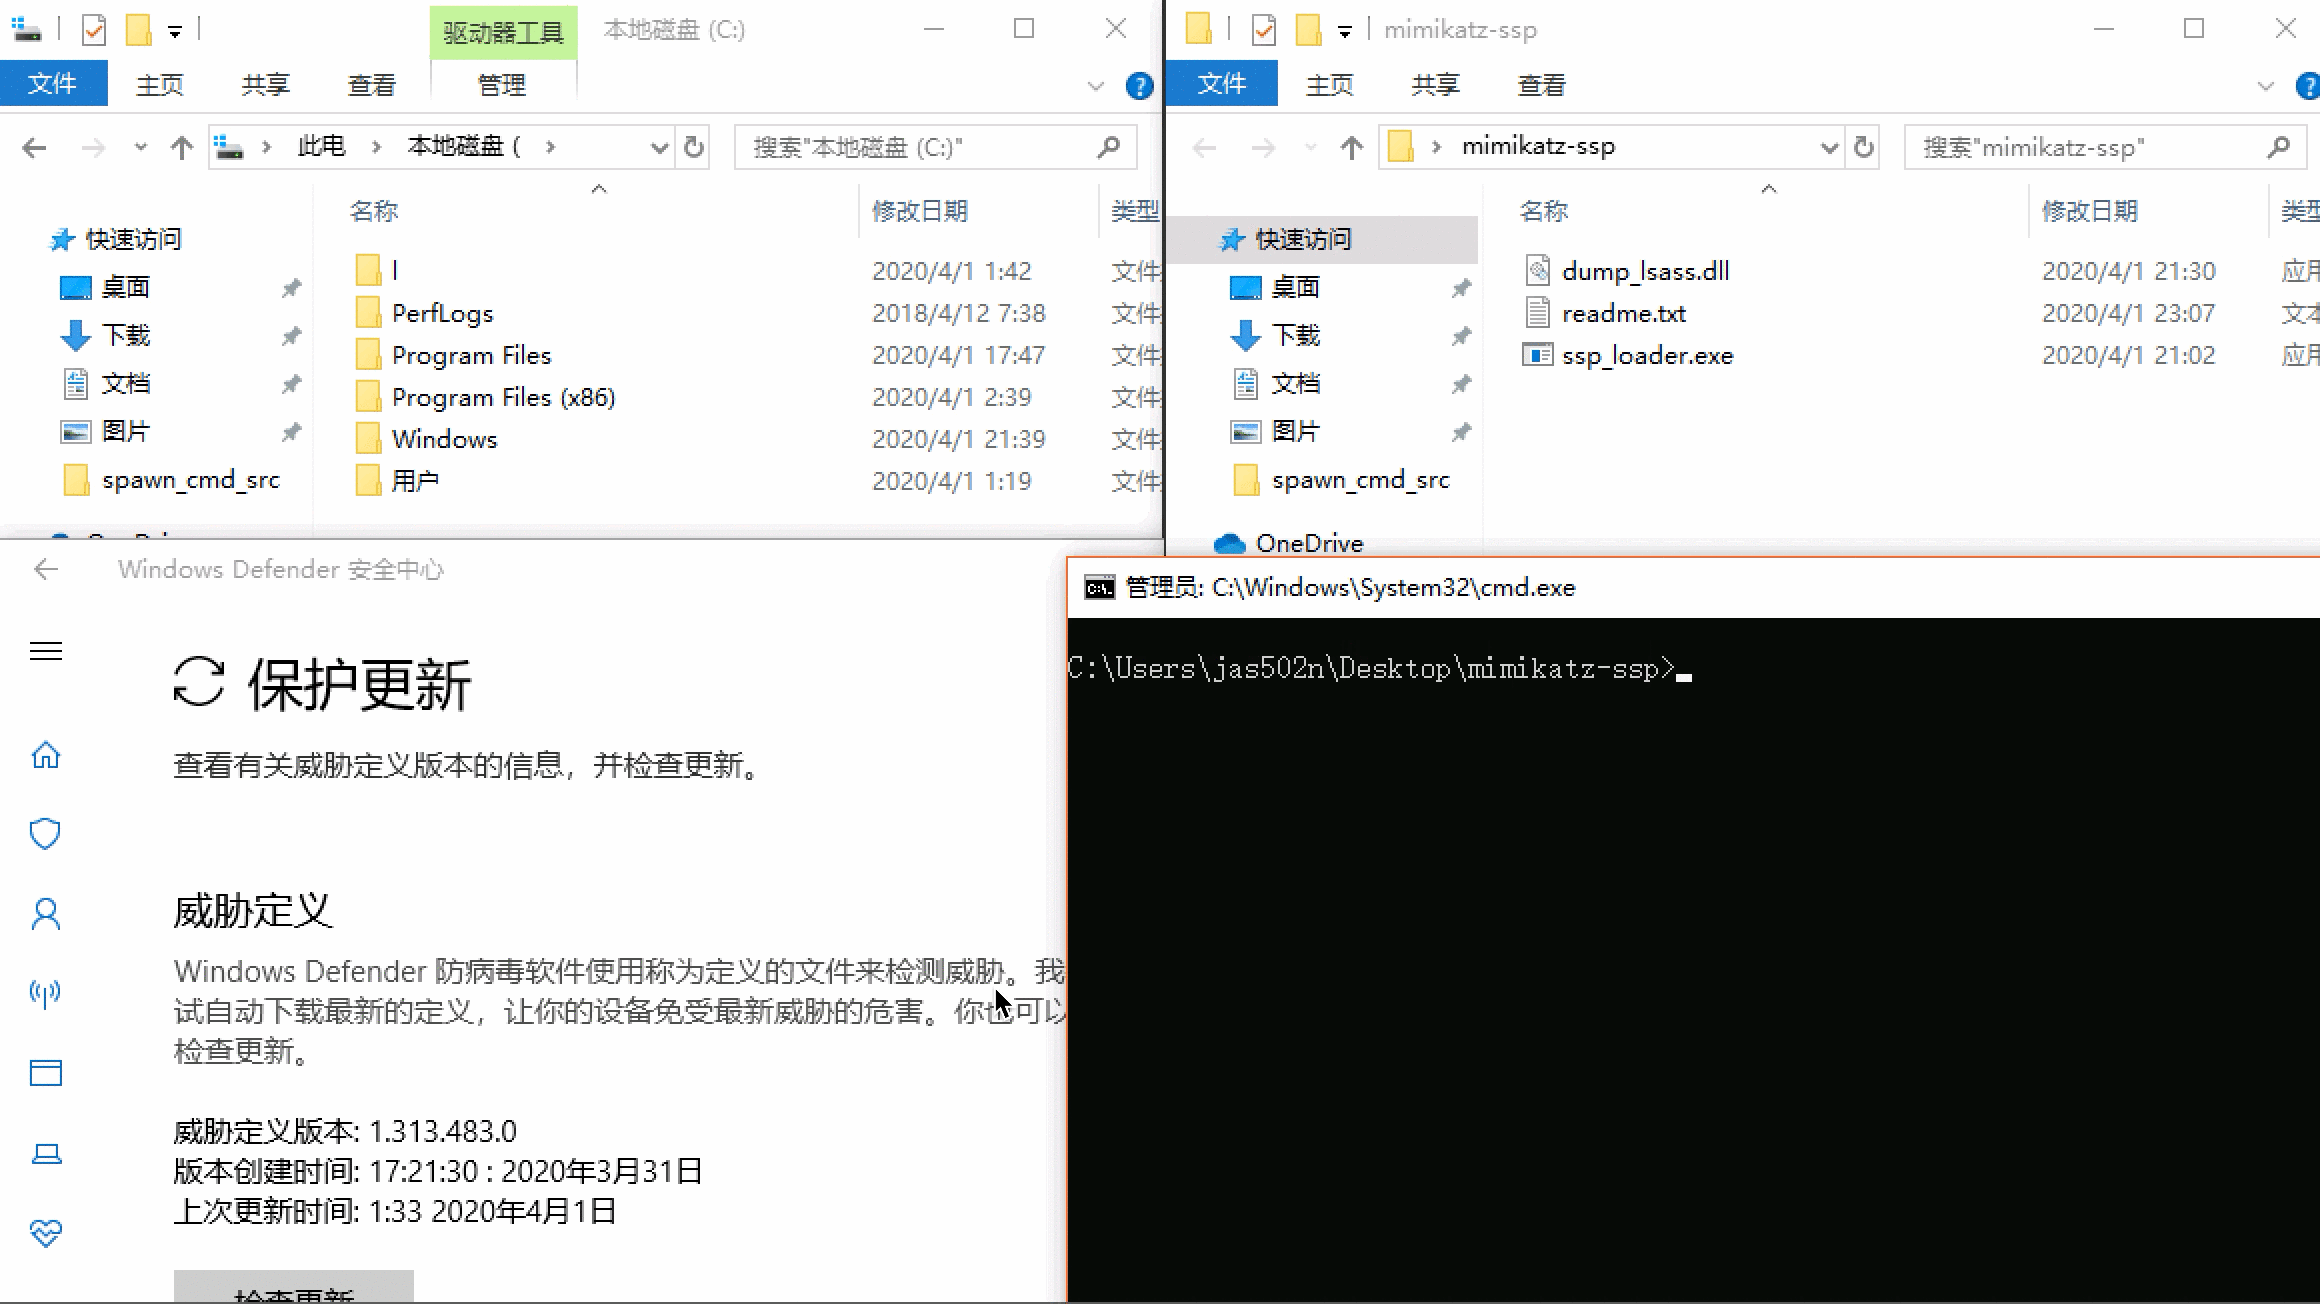 驱动器工具
本地磁盘 (C:)
文件
主页
共享
查看
管理
此电
本地磁盘 (
搜索"本地磁盘 (C:)"
名称
修改日期
类型
快速访问
桌面
下载
文档
图片
spawn_cmd_src
l 2020/4/1 1:42 文件
PerfLogs 2018/4/12 7:38 文件
Program Files 2020/4/1 17:47 文件
Program Files (x86) 2020/4/1 2:39 文件
Windows 2020/4/1 21:39 文件
用户 2020/4/1 1:19 文件
mimikatz-ssp
文件
主页
共享
查看
mimikatz-ssp
搜索"mimikatz-ssp"
名称
修改日期
类型
快速访问
桌面
下载
文档
图片
spawn_cmd_src
OneDrive
dump_lsass.dll 2020/4/1 21:30 应用
readme.txt 2020/4/1 23:07 文本
ssp_loader.exe 2020/4/1 21:02 应用
Windows Defender 安全中心
保护更新
查看有关威胁定义版本的信息，并检查更新。
威胁定义
Windows Defender 防病毒软件使用称为定义的文件来检测威胁。我
试自动下载最新的定义，让你的设备免受最新威胁的危害。你也可以
检查更新。
威胁定义版本: 1.313.483.0
版本创建时间: 17:21:30 : 2020年3月31日
上次更新时间: 1:33 2020年4月1日
检查更新
管理员: C:\Windows\System32\cmd.exe
C:\Users\jas502n\Desktop\mimikatz-ssp>